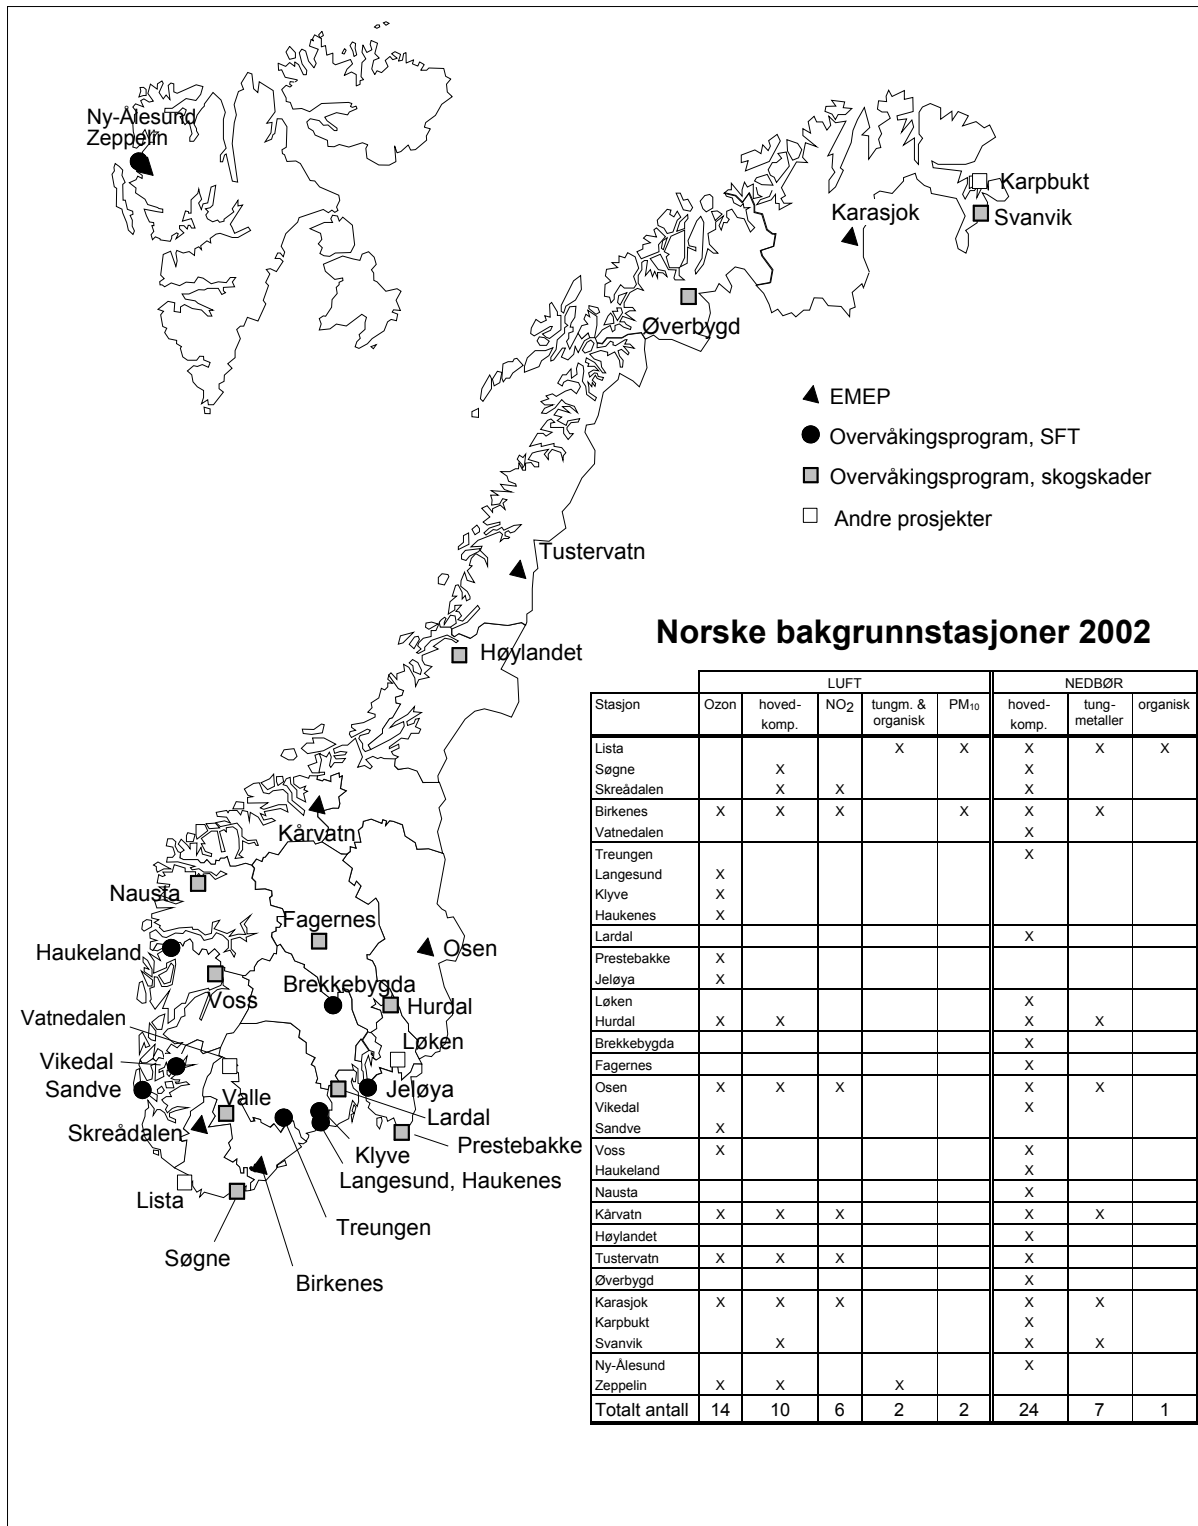 Ny-Ålesund
Zeppelin
Karpbukt
Karasjok
Svanvik
Øverbygd
EMEP
Overvåkingsprogram, SFT
Overvåkingsprogram, skogskader
Andre prosjekter
Tustervatn
Høylandet
Kårvatn
Nausta
Fagernes
Haukeland
Osen
Brekkebygda
Voss
Hurdal
Vatnedalen
Løken
Vikedal
Sandve
Jeløya
Valle
Lardal
Skreådalen
Prestebakke
Klyve
Langesund, Haukenes
Lista
Treungen
Søgne
Birkenes
Norske bakgrunnstasjoner 2002
LUFT NEDBØR
Stasjon Ozon hoved-komp. NO2 tungm. & organisk PM10 hoved-komp. tung-metaller organisk
Lista X X X X X
Søgne X X
Skreådalen X X X
Birkenes X X X X X X
Vatnedalen X
Treungen X
Langesund X
Klyve X
Haukenes X
Lardal X
Prestebakke X
Jeløya X
Løken X
Hurdal X X X X
Brekkebygda X
Fagernes X
Osen X X X X X
Vikedal X
Sandve X
Voss X X
Haukeland X
Nausta X
Kårvatn X X X X X
Høylandet X
Tustervatn X X X X
Øverbygd X
Karasjok X X X X X
Karpbukt X
Svanvik X X X
Ny-Ålesund X
Zeppelin X X X
Totalt antall 14 10 6 2 2 24 7 1